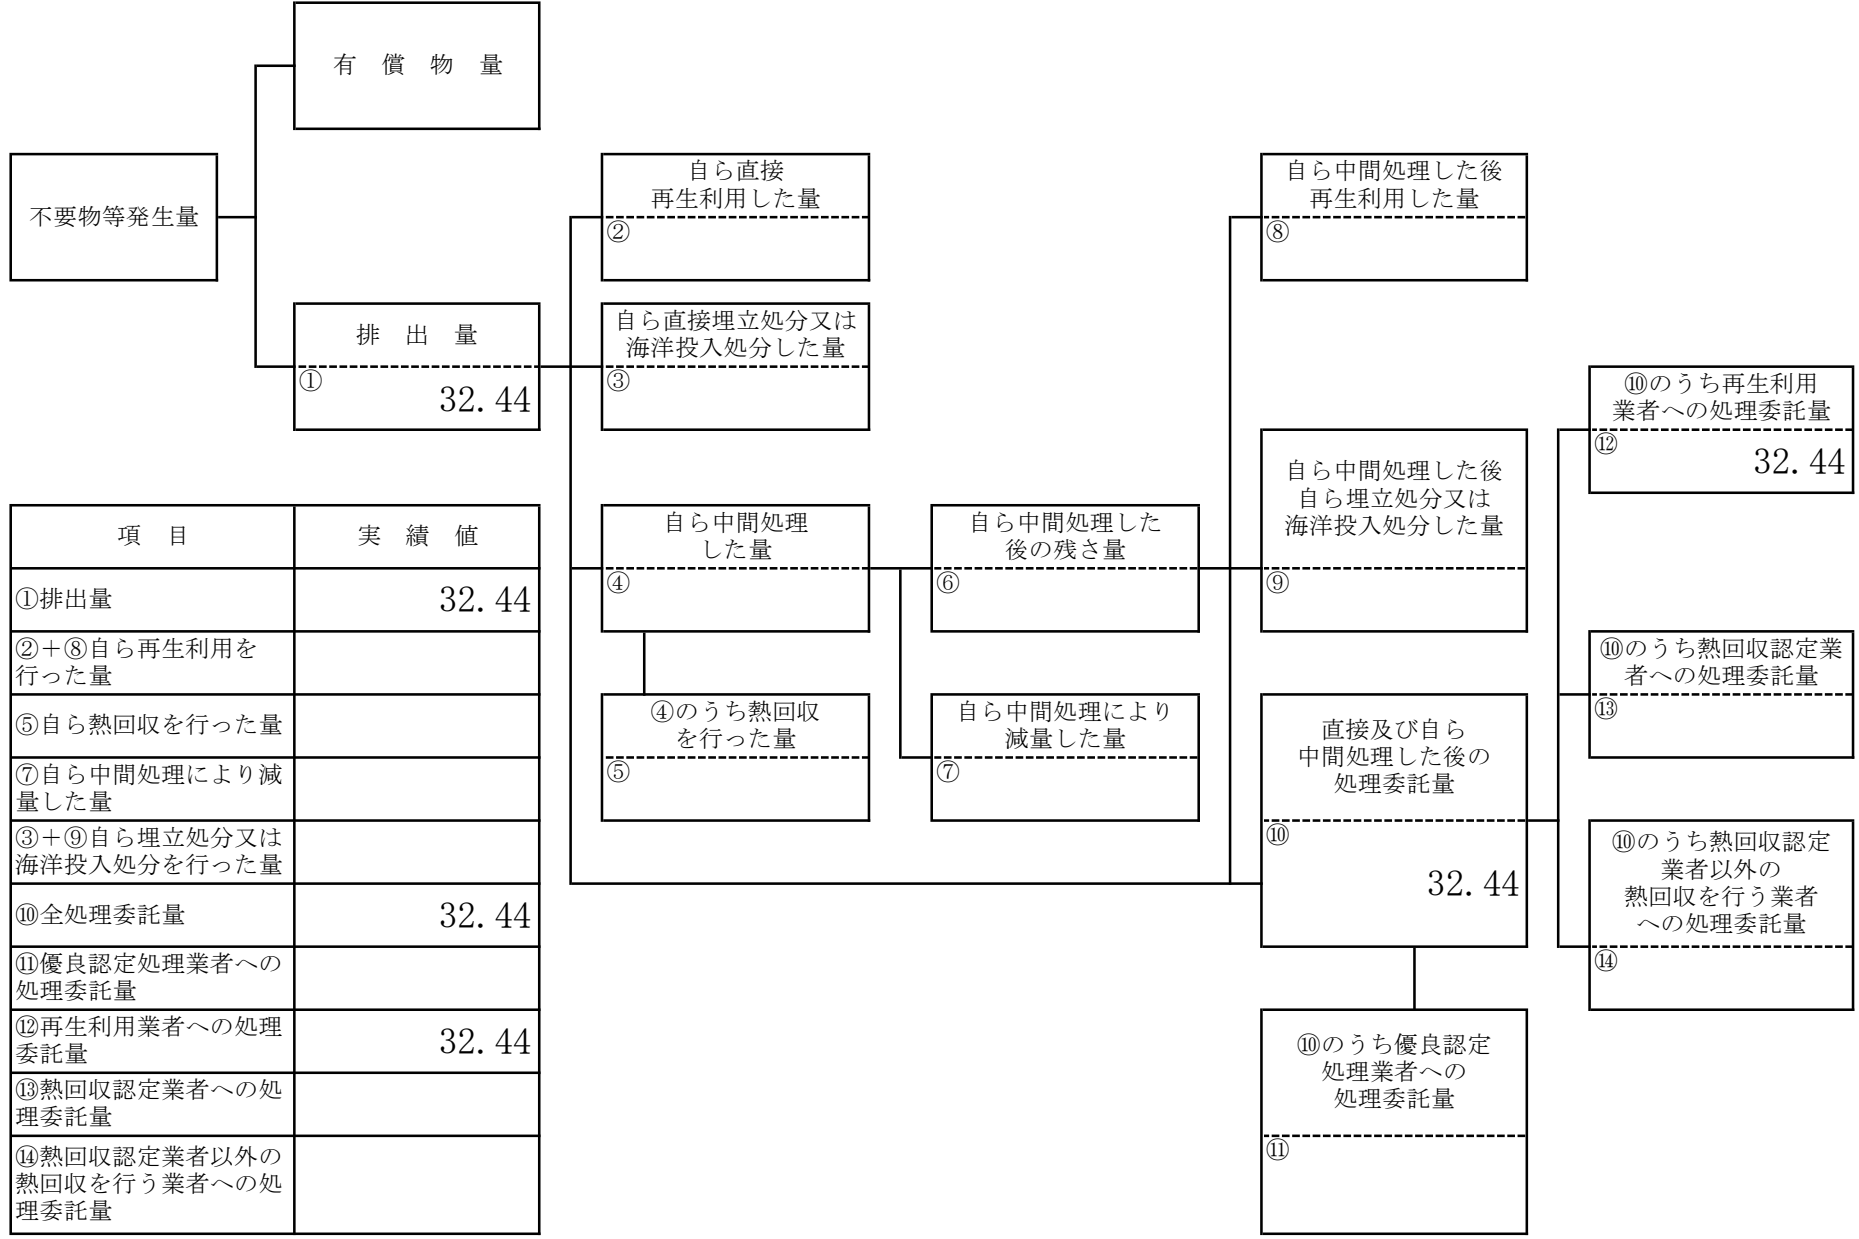 有 償 物 量
不要物等発生量
排 出 量
①
32.44
自ら直接
再生利用した量
②
自ら直接埋立処分又は
海洋投入処分した量
③
自ら中間処理
した量
④
④のうち熱回収
を行った量
⑤
自ら中間処理した
後の残さ量
⑥
自ら中間処理により
減量した量
⑦
自ら中間処理した後
再生利用した量
⑧
自ら中間処理した後
自ら埋立処分又は
海洋投入処分した量
⑨
直接及び自ら
中間処理した後の
処理委託量
⑩
32.44
⑩のうち優良認定
処理業者への
処理委託量
⑪
⑩のうち再生利用
業者への処理委託量
⑫
32.44
⑩のうち熱回収認定業
者への処理委託量
⑬
⑩のうち熱回収認定
業者以外の
熱回収を行う業者
への処理委託量
⑭
項 目 実 績 値
①排出量 32.44
②+⑧自ら再生利用を
行った量
⑤自ら熱回収を行った量
⑦自ら中間処理により減
量した量
③+⑨自ら埋立処分又は
海洋投入処分を行った量
⑩全処理委託量 32.44
⑪優良認定処理業者への
処理委託量
⑫再生利用業者への処理
委託量
32.44
⑬熱回収認定業者への処
理委託量
⑭熱回収認定業者以外の
熱回収を行う業者への処
理委託量